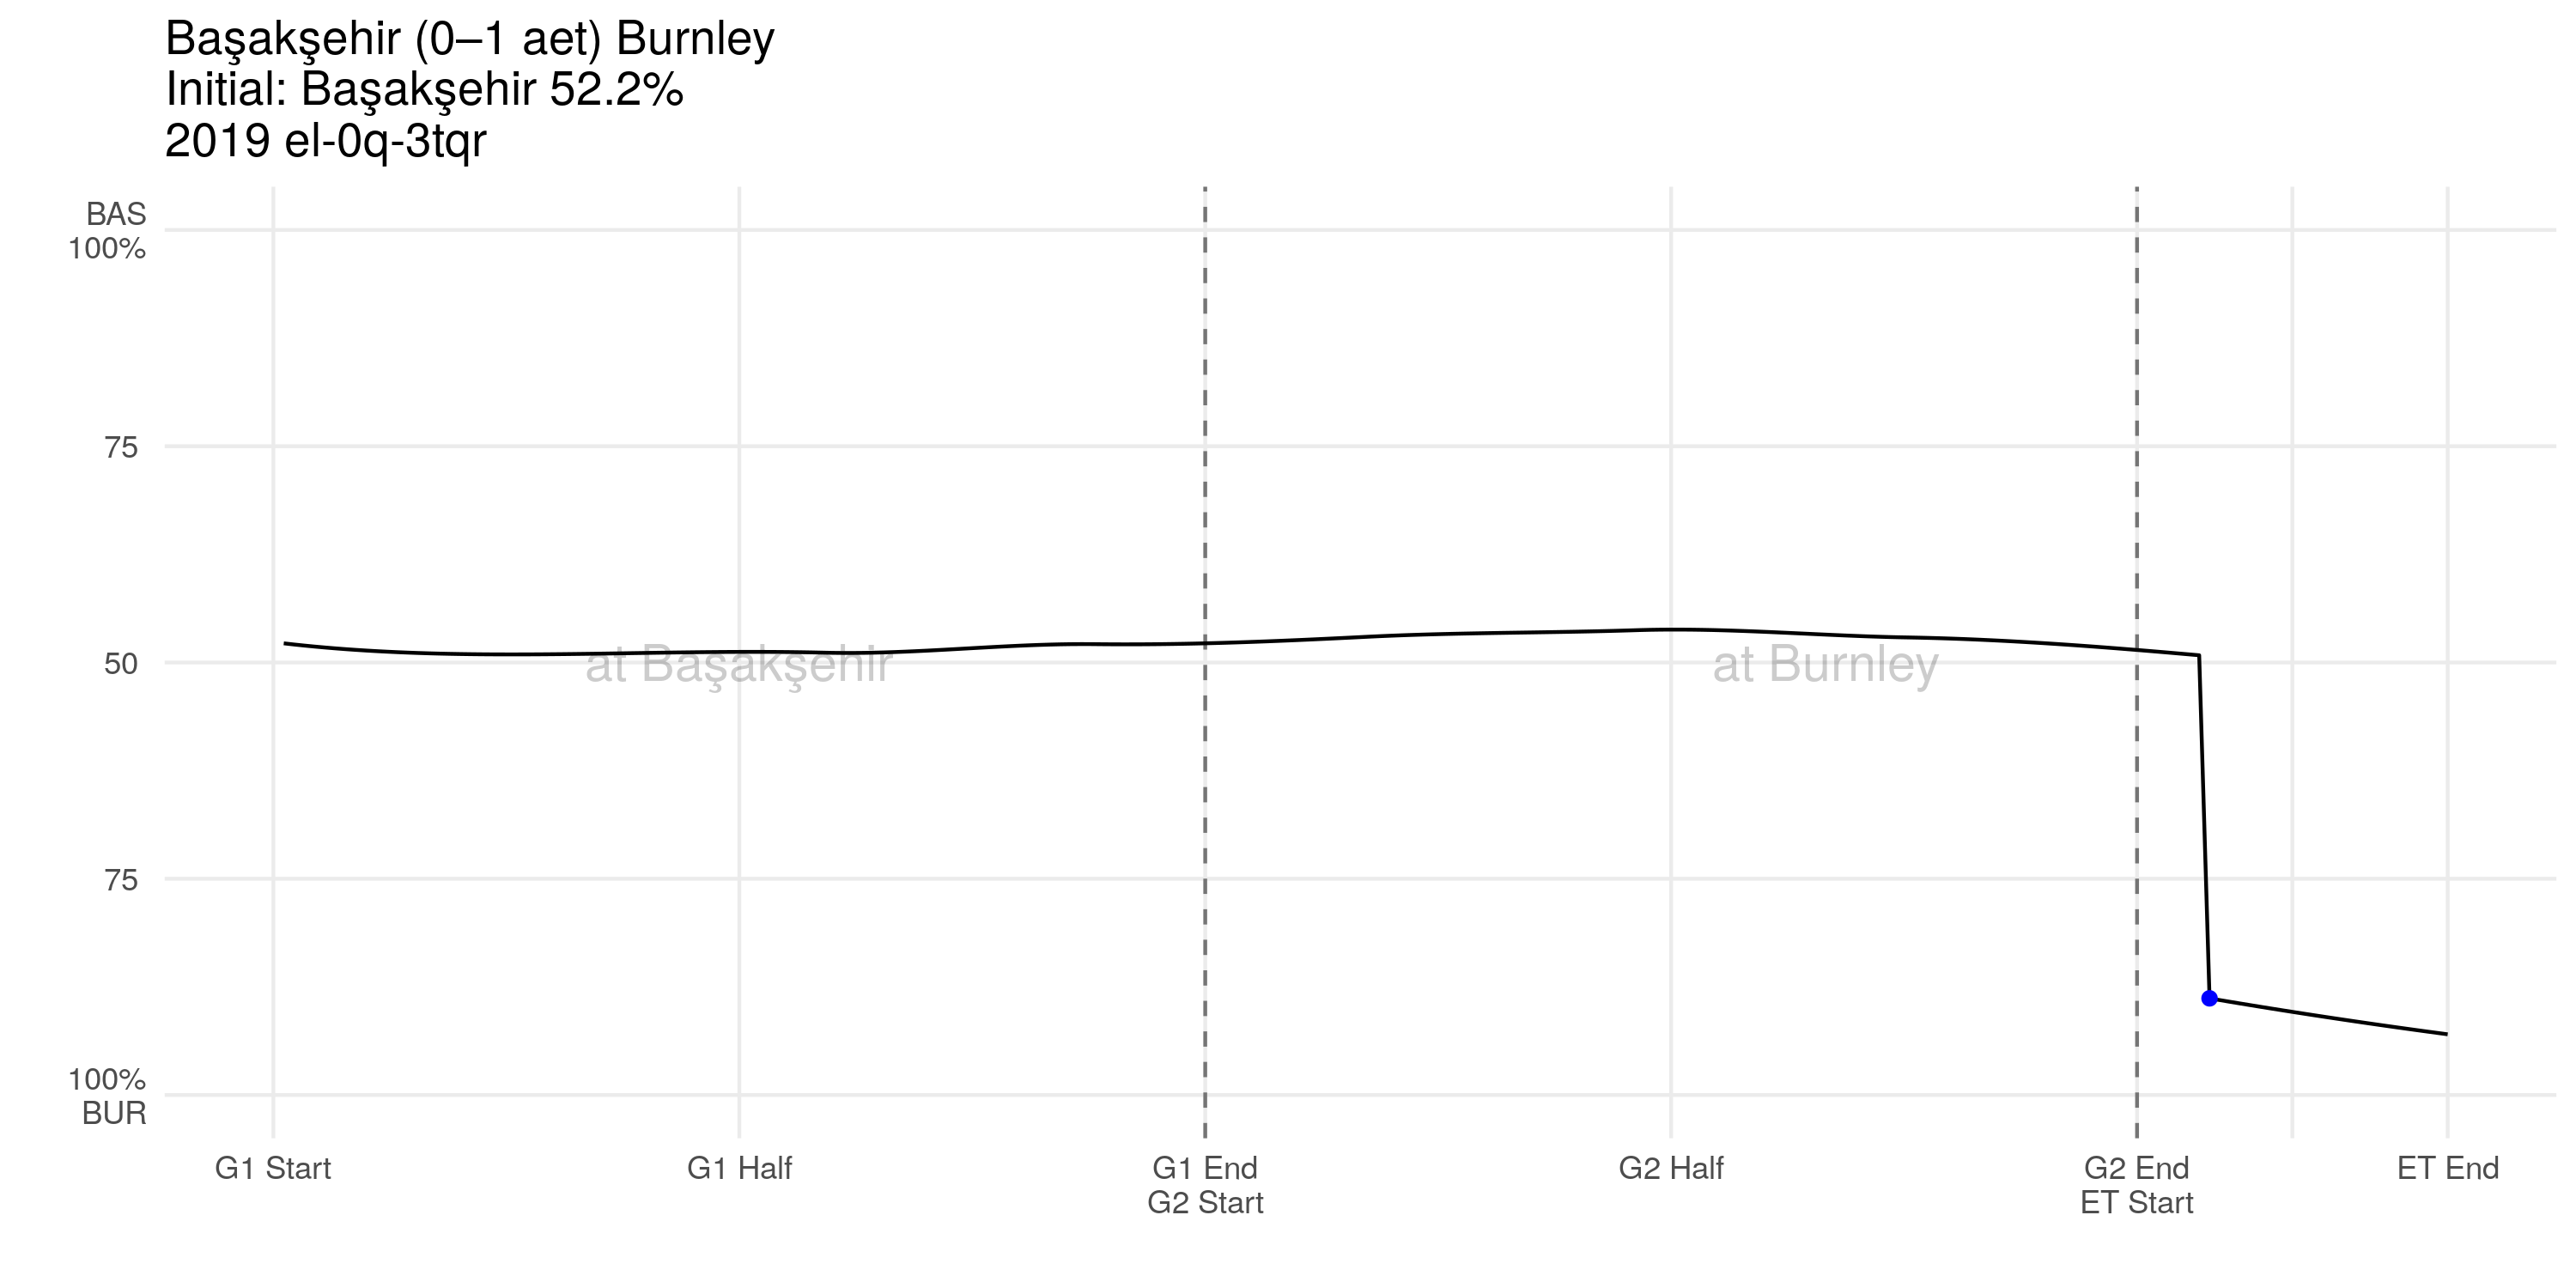 Başakşehir (0–1 aet) Burnley
Initial: Başakşehir 52.2%
2019 el-0q-3tqr
BAS
100%
75
50
75
100%
BUR
at Başakşehir
at Burnley
G1 Start
G1 Half
G1 End
G2 Start
G2 Half
G2 End
ET Start
ET End